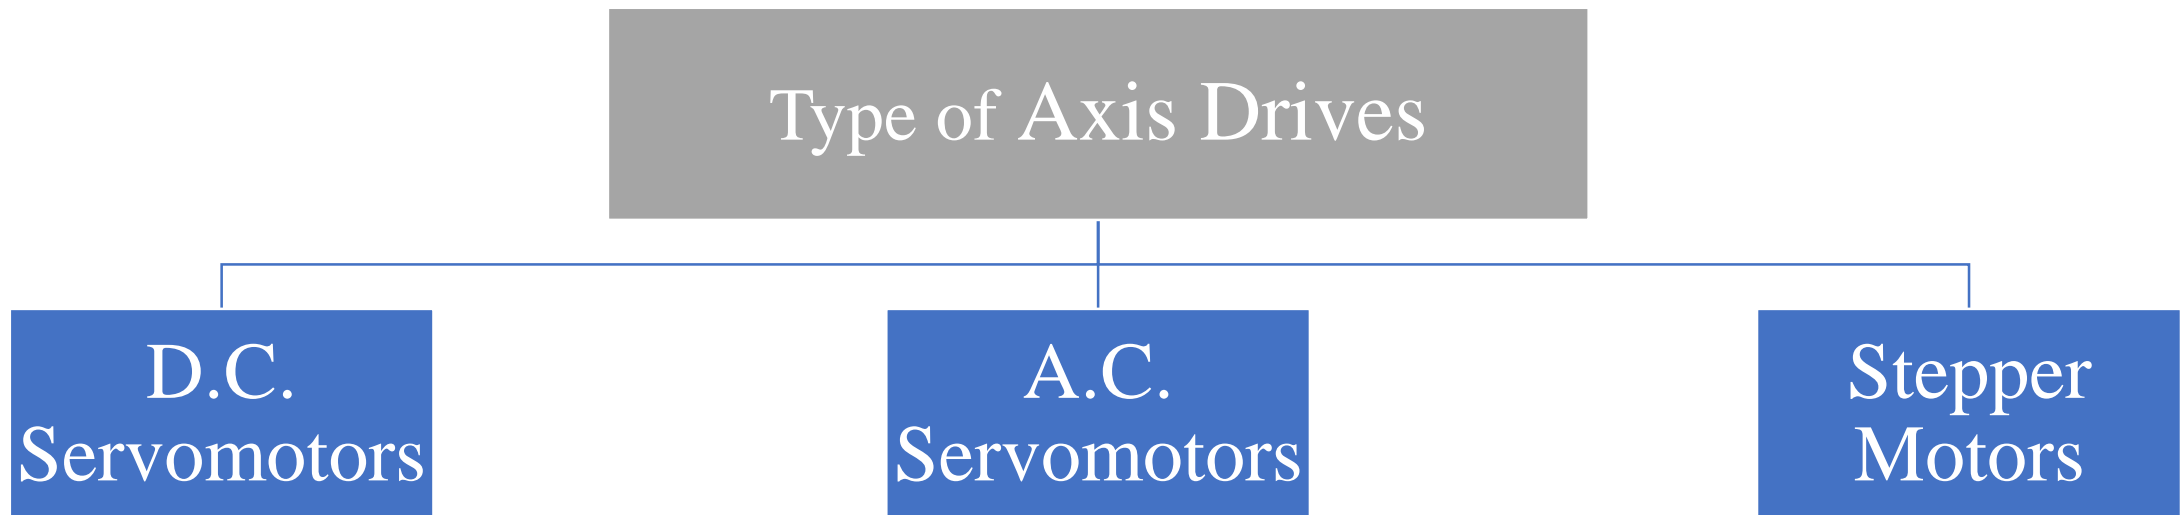 Type of Axis Drives
D.C.
Servomotors
A.C.
Servomotors
Stepper
Motors